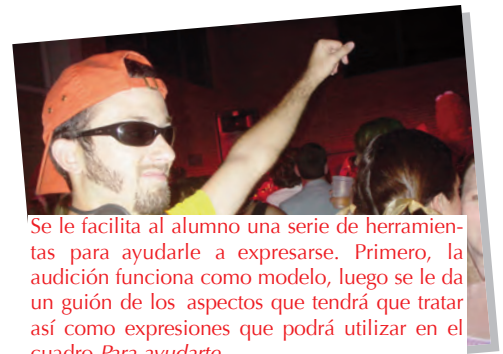 Se le facilita al alumno una serie de herramien-
tas para ayudarle a expresarse. Primero, la
audición funciona como modelo, luego se le da
un guión de los aspectos que tendrá que tratar
así como expresiones que podrá utilizar en el
cuadro Para ayudarte